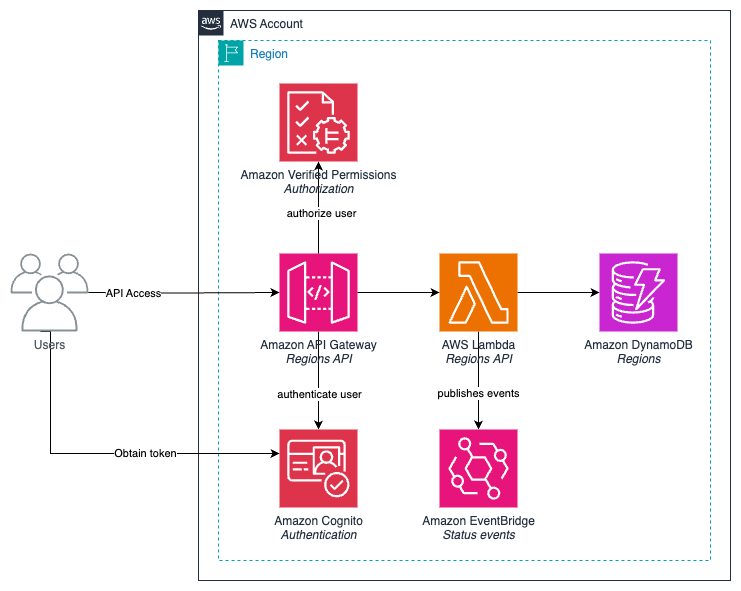 aws
AWS Account
Region
Amazon Verified Permissions
Authorization
authorize user
</>
API Access
Users
Amazon API Gateway
Regions API
AWS Lambda
Regions API
Amazon DynamoDB
Regions
authenticate user
publishes events
Obtain token
Amazon Cognito
Authentication
Amazon EventBridge
Status events